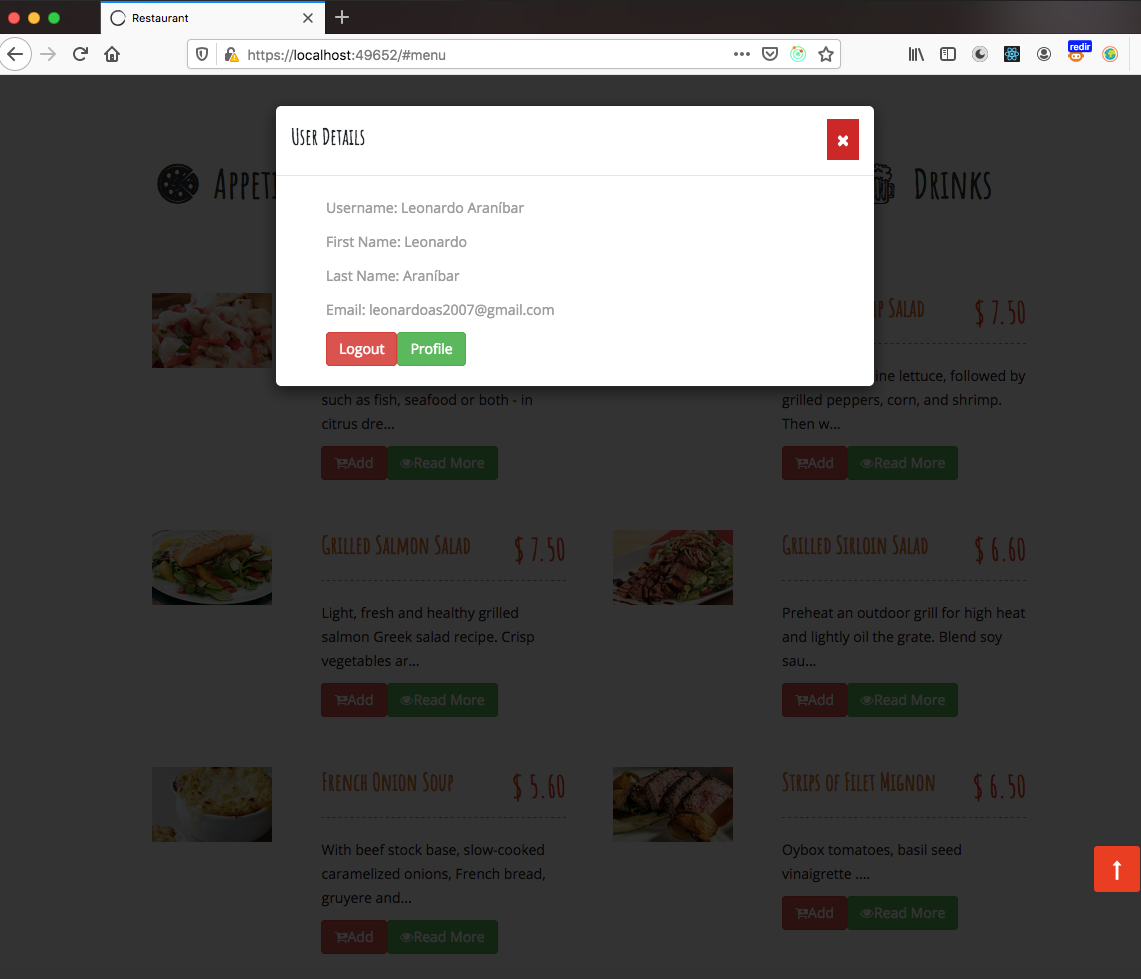 Restaurant
https://localhost:49652/#menu
redir
User Details
Username: Leonardo Araníbar
First Name: Leonardo
Last Name: Araníbar
Email: leonardoas2007@gmail.com
Logout Profile
Drinks
Salad $ 7.50
such as fish, seafood or both - in
citrus dre...
Add Read More
lettuce, followed by
grilled peppers, corn, and shrimp.
Then w...
Add Read More
Grilled Salmon Salad $ 7.50
Light, fresh and healthy grilled
salmon Greek salad recipe. Crisp
vegetables ar...
Add Read More
Grilled Sirloin Salad $ 6.60
Preheat an outdoor grill for high heat
and lightly oil the grate. Blend soy
sau...
Add Read More
French Onion Soup $ 5.60
With beef stock base, slow-cooked
caramelized onions, French bread,
gruyere and...
Add Read More
Strips of Filet Mignon $ 6.50
Oybox tomatoes, basil seed
vinaigrette ....
Add Read More